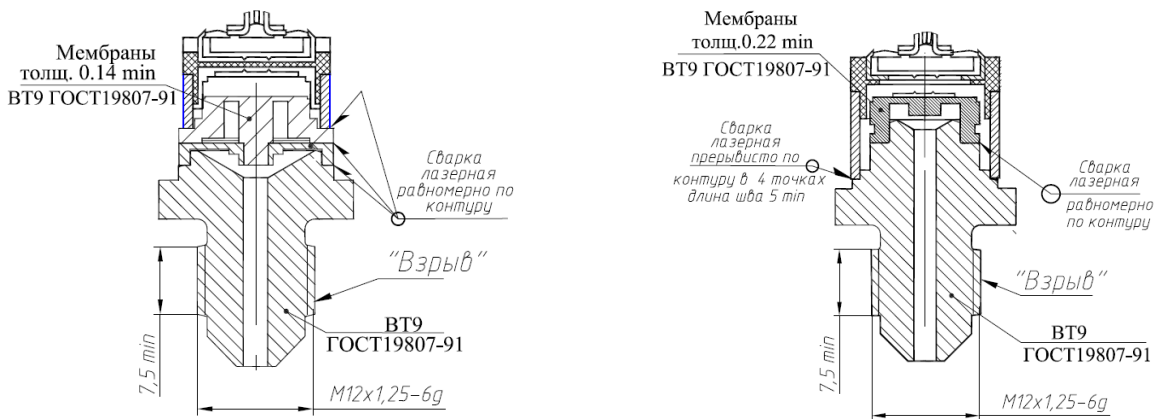 Мембраны
толщ. 0.14 min
ВТ9 ГОСТ19807-91
Сварка
лазерная
равномерно по
контуру
"Взрыв"
ВТ9
ГОСТ19807-91
7,5 min
M12x1,25-6g
Мембраны
толщ.0.22 min
ВТ9 ГОСТ19807-91
Сварка
лазерная
прерывисто по
контуру в 4 точках
длина шва 5 min
Сварка
лазерная
равномерно
по контуру
"Взрыв"
ВТ9
ГОСТ19807-91
7,5 min
M12x1,25-6g